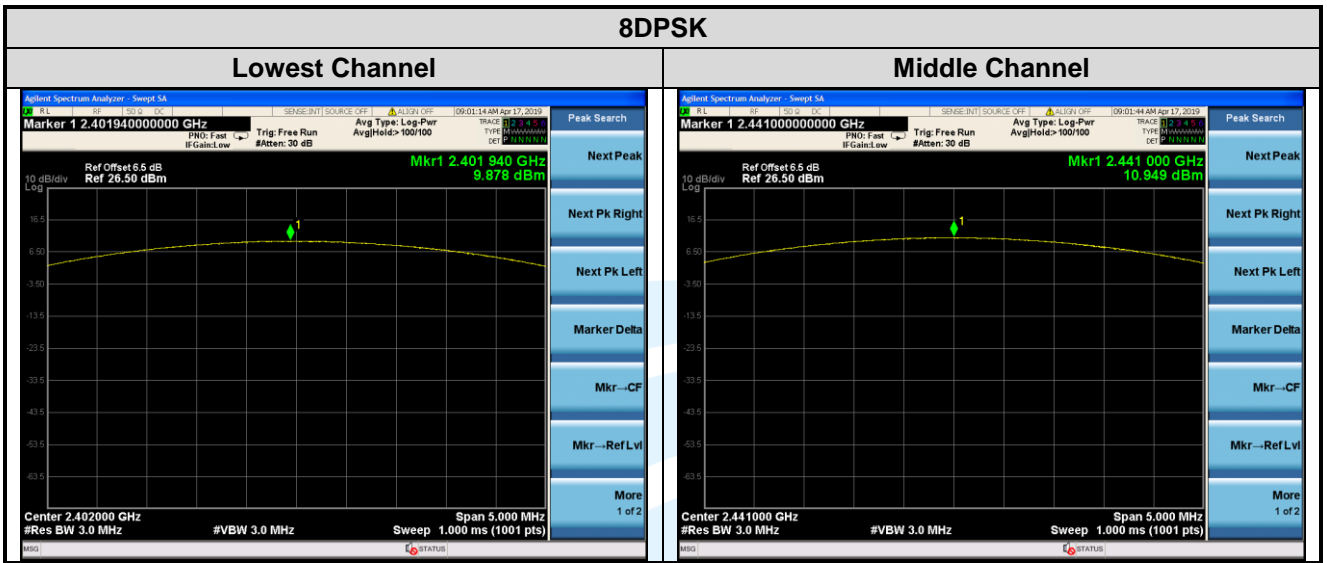 8DPSK
Lowest Channel
Middle Channel
Agilent Spectrum Analyzer - Swept SA
RL RF 50 Ω DC SENSE:INT SOURCE OFF ALIGN OFF 09:01:14 AM Apr 17, 2019
Marker 1 2.401940000000 GHz
PNO: Fast
IFGain:Low
Trig: Free Run
#Atten: 30 dB
Avg Type: Log-Pwr
Avg|Hold:>100/100
TRACE 1 2 3 4 5 6
TYPE M
DET P N N N N N
Peak Search
Mkr1 2.401 940 GHz
9.878 dBm
Ref Offset 6.5 dB
10 dB/div Ref 26.50 dBm
Log
1
16.5
6.50
-3.50
-13.5
-23.5
-33.5
-43.5
-53.5
-63.5
Next Peak
Next Pk Right
Next Pk Left
Marker Delta
Mkr→CF
Mkr→Ref Lvl
More
1 of 2
Center 2.402000 GHz Span 5.000 MHz
#Res BW 3.0 MHz #VBW 3.0 MHz Sweep 1.000 ms (1001 pts)
MSG STATUS
Agilent Spectrum Analyzer - Swept SA
RL RF 50 Ω DC SENSE:INT SOURCE OFF ALIGN OFF 09:01:44 AM Apr 17, 2019
Marker 1 2.441000000000 GHz
PNO: Fast
IFGain:Low
Trig: Free Run
#Atten: 30 dB
Avg Type: Log-Pwr
Avg|Hold:>100/100
TRACE 1 2 3 4 5 6
TYPE M
DET P N N N N N
Peak Search
Mkr1 2.441 000 GHz
10.949 dBm
Ref Offset 6.5 dB
10 dB/div Ref 26.50 dBm
Log
1
16.5
6.50
-3.50
-13.5
-23.5
-33.5
-43.5
-53.5
-63.5
Next Peak
Next Pk Right
Next Pk Left
Marker Delta
Mkr→CF
Mkr→Ref Lvl
More
1 of 2
Center 2.441000 GHz Span 5.000 MHz
#Res BW 3.0 MHz #VBW 3.0 MHz Sweep 1.000 ms (1001 pts)
MSG STATUS